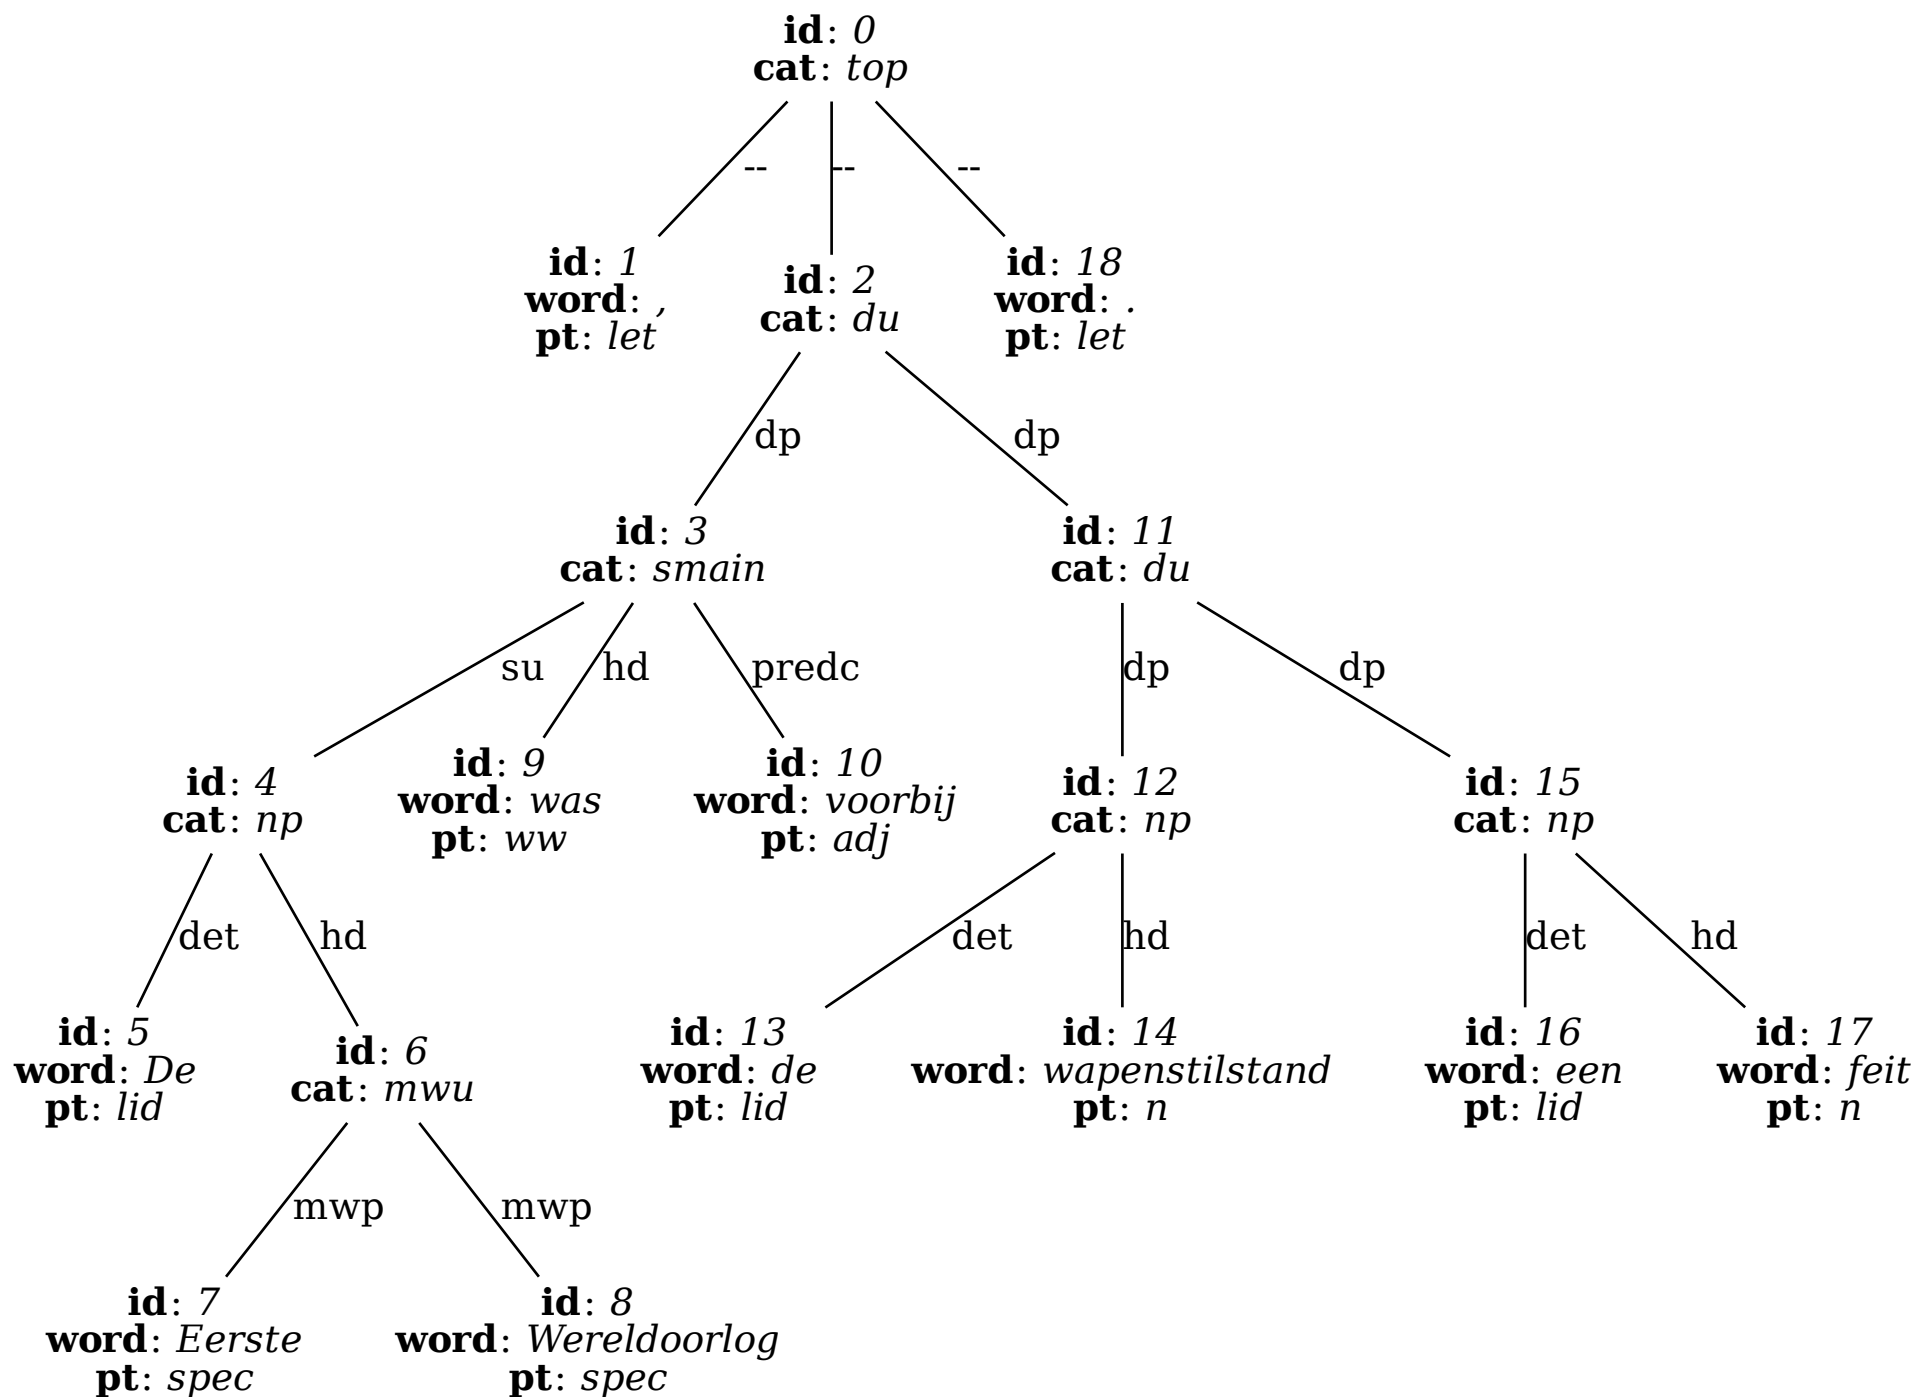 id: 0
cat: top
-- -- --
id: 1
word: ,
pt: let
id: 2
cat: du
id: 18
word: .
pt: let
dp dp
id: 3
cat: smain
id: 11
cat: du
su hd predc dp dp
id: 4
cat: np
id: 9
word: was
pt: ww
id: 10
word: voorbij
pt: adj
id: 12
cat: np
id: 15
cat: np
det hd det hd det hd
id: 5
word: De
pt: lid
id: 6
cat: mwu
id: 13
word: de
pt: lid
id: 14
word: wapenstilstand
pt: n
id: 16
word: een
pt: lid
id: 17
word: feit
pt: n
mwp mwp
id: 7
word: Eerste
pt: spec
id: 8
word: Wereldoorlog
pt: spec